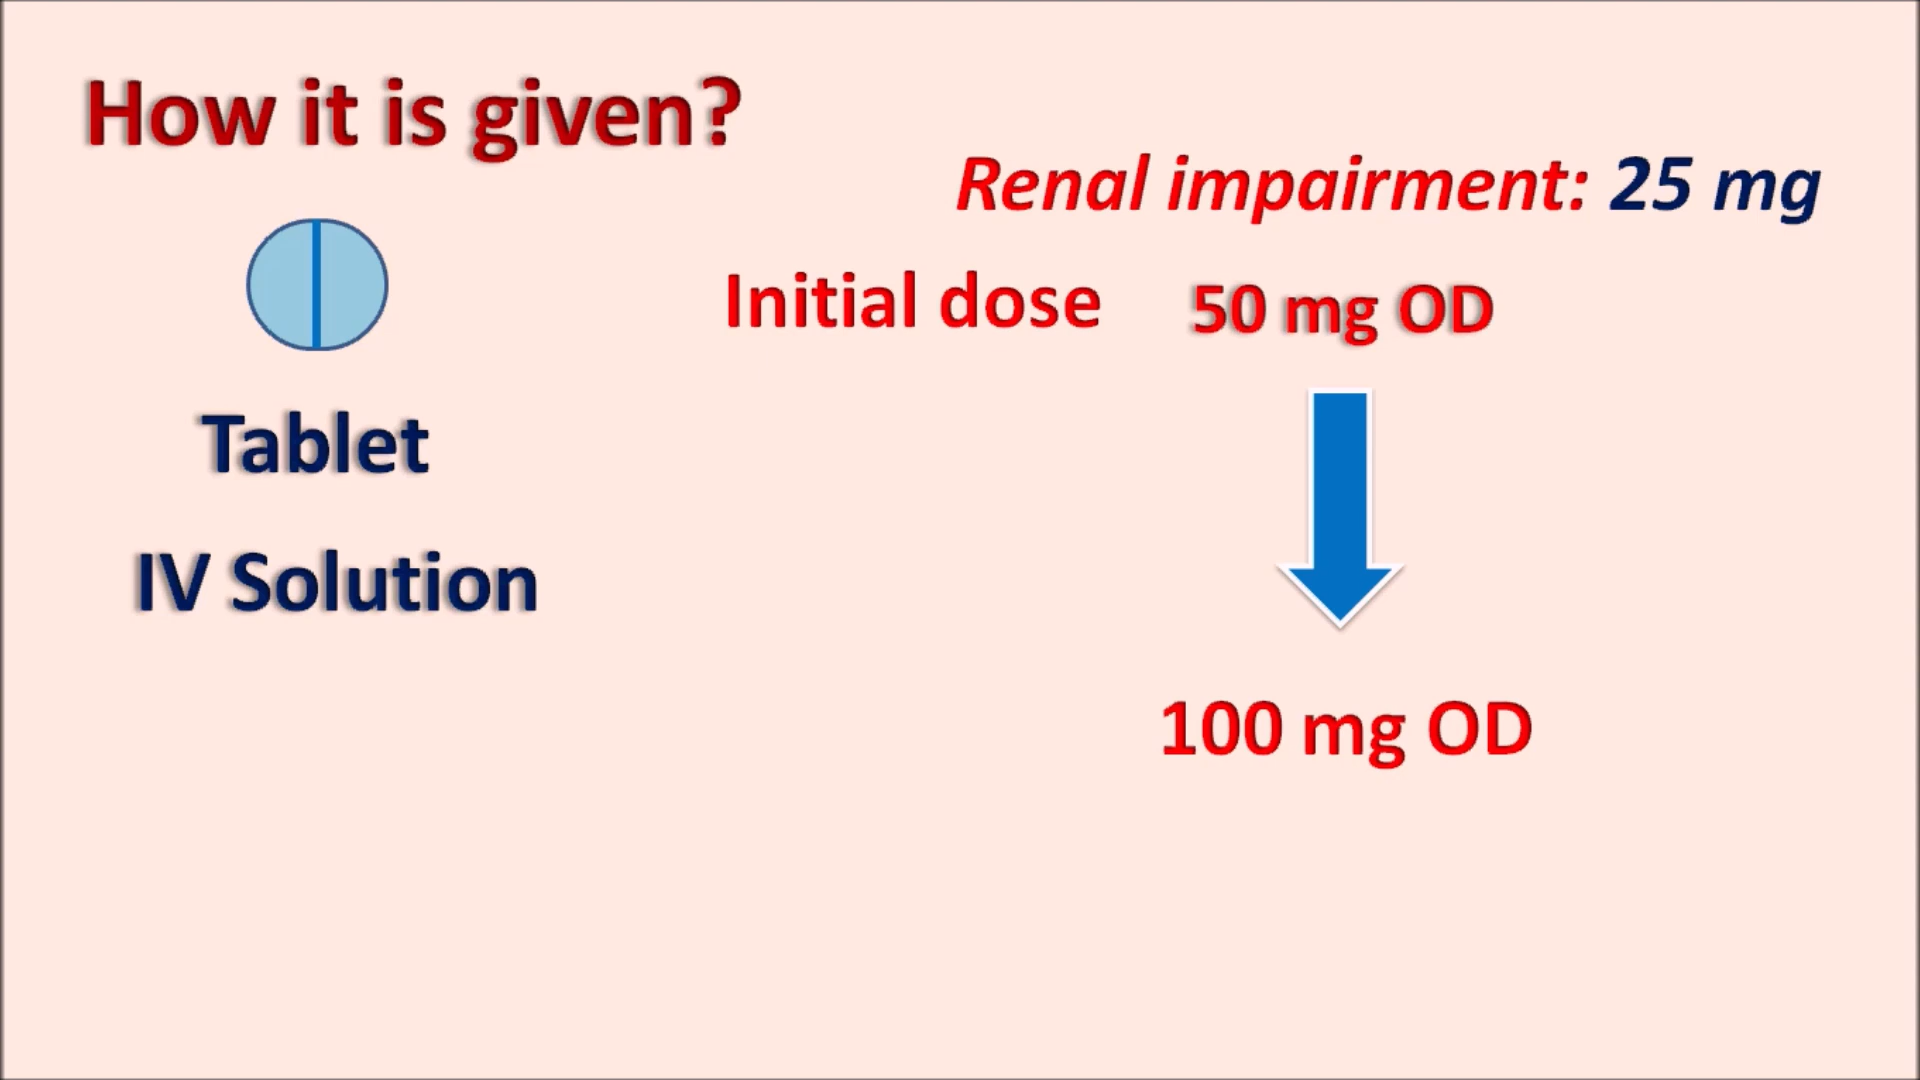 How it is given?
Renal impairment: 25 mg
Initial dose 50 mg OD
Tablet
IV Solution
100 mg OD